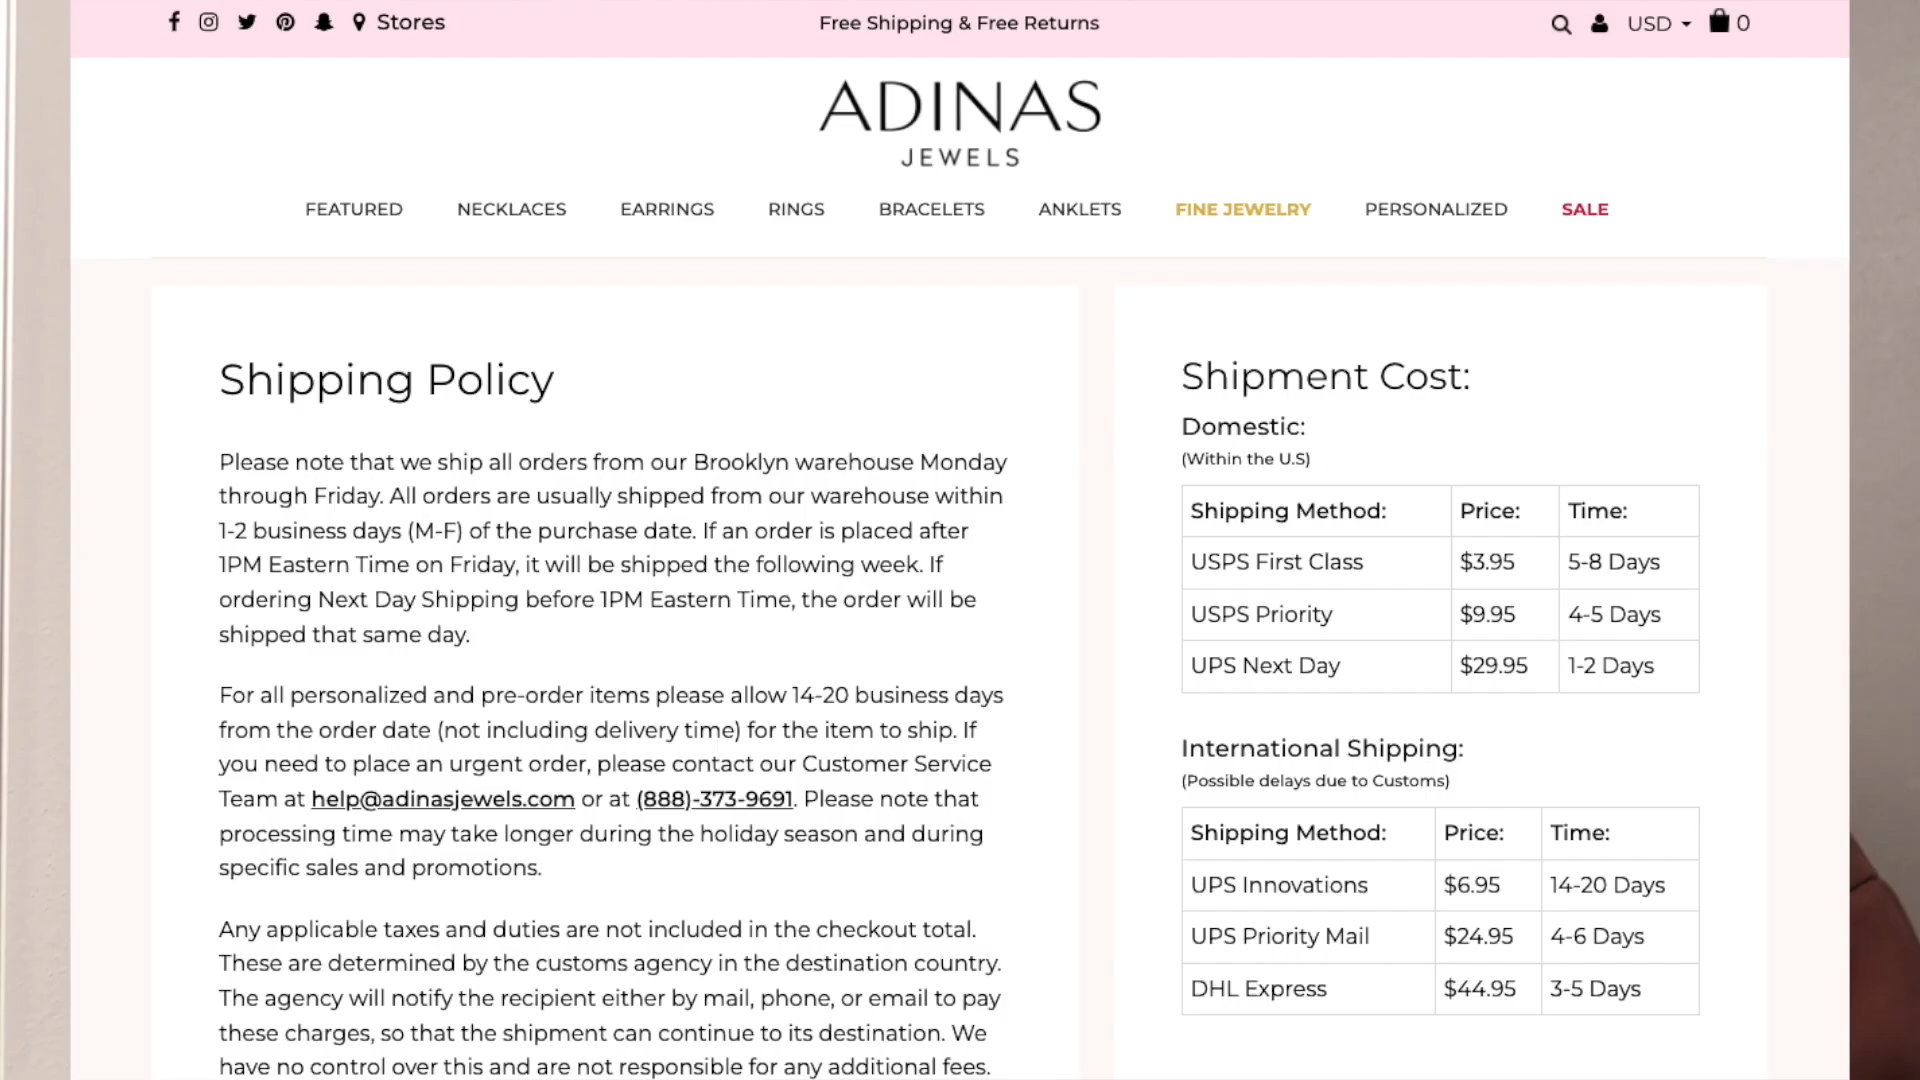 Stores
Free Shipping & Free Returns
USD
0
ADINAS
JEWELS
FEATURED NECKLACES EARRINGS RINGS BRACELETS ANKLETS FINE JEWELRY PERSONALIZED SALE
Shipping Policy
Please note that we ship all orders from our Brooklyn warehouse Monday
through Friday. All orders are usually shipped from our warehouse within
1-2 business days (M-F) of the purchase date. If an order is placed after
1PM Eastern Time on Friday, it will be shipped the following week. If
ordering Next Day Shipping before 1PM Eastern Time, the order will be
shipped that same day.
For all personalized and pre-order items please allow 14-20 business days
from the order date (not including delivery time) for the item to ship. If
you need to place an urgent order, please contact our Customer Service
Team at help@adinasjewels.com or at (888)-373-9691. Please note that
processing time may take longer during the holiday season and during
specific sales and promotions.
Any applicable taxes and duties are not included in the checkout total.
These are determined by the customs agency in the destination country.
The agency will notify the recipient either by mail, phone, or email to pay
these charges, so that the shipment can continue to its destination. We
have no control over this and are not responsible for any additional fees.
Shipment Cost:
Domestic:
(Within the U.S)
Shipping Method: Price: Time:
USPS First Class $3.95 5-8 Days
USPS Priority $9.95 4-5 Days
UPS Next Day $29.95 1-2 Days
International Shipping:
(Possible delays due to Customs)
Shipping Method: Price: Time:
UPS Innovations $6.95 14-20 Days
UPS Priority Mail $24.95 4-6 Days
DHL Express $44.95 3-5 Days